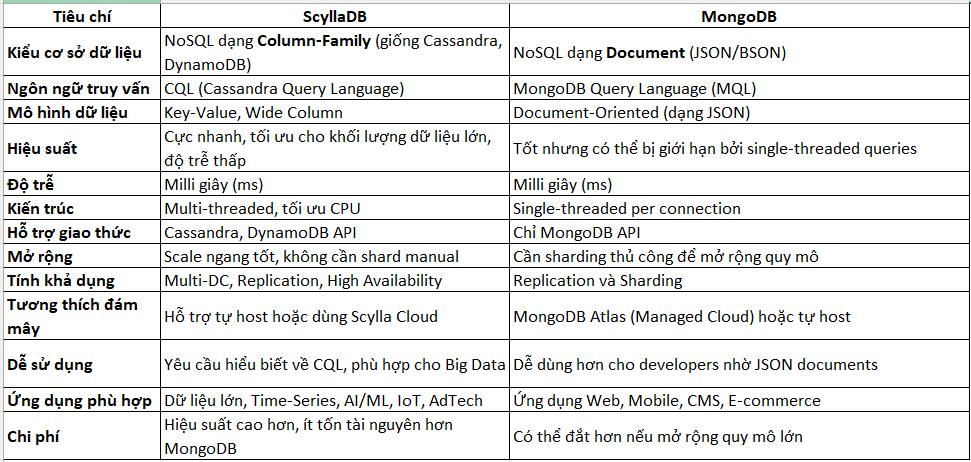 Tiêu chí ScyllaDB MongoDB
Kiểu cơ sở dữ liệu NoSQL dạng Column-Family (giống Cassandra, DynamoDB) NoSQL dạng Document (JSON/BSON)
Ngôn ngữ truy vấn CQL (Cassandra Query Language) MongoDB Query Language (MQL)
Mô hình dữ liệu Key-Value, Wide Column Document-Oriented (dạng JSON)
Hiệu suất Cực nhanh, tối ưu cho khối lượng dữ liệu lớn, độ trễ thấp Tốt nhưng có thể bị giới hạn bởi single-threaded queries
Độ trễ Milli giây (ms) Milli giây (ms)
Kiến trúc Multi-threaded, tối ưu CPU Single-threaded per connection
Hỗ trợ giao thức Cassandra, DynamoDB API Chỉ MongoDB API
Mở rộng Scale ngang tốt, không cần shard manual Cần sharding thủ công để mở rộng quy mô
Tính khả dụng Multi-DC, Replication, High Availability Replication và Sharding
Tương thích đám mây Hỗ trợ tự host hoặc dùng Scylla Cloud MongoDB Atlas (Managed Cloud) hoặc tự host
Dễ sử dụng Yêu cầu hiểu biết về CQL, phù hợp cho Big Data Dễ dùng hơn cho developers nhờ JSON documents
Ứng dụng phù hợp Dữ liệu lớn, Time-Series, AI/ML, IoT, AdTech Ứng dụng Web, Mobile, CMS, E-commerce
Chi phí Hiệu suất cao hơn, ít tốn tài nguyên hơn MongoDB Có thể đắt hơn nếu mở rộng quy mô lớn